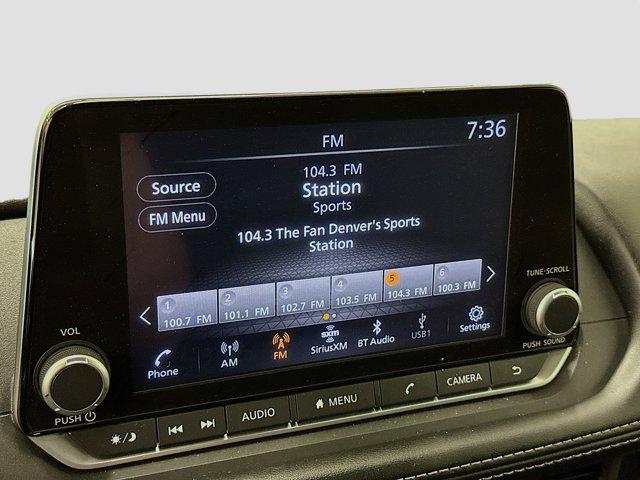 FM
7:36
104.3 FM
Source
Station
Sports
FM Menu
104.3 The Fan Denver's Sports
Station
1 2 3 4 5 6
100.7 FM 101.1 FM 102.7 FM 103.5 FM 104.3 FM 100.3 FM
TUNE·SCROLL
VOL
Phone
AM
FM
sxm
SiriusXM
BT Audio
USB1
Settings
PUSH SOUND
PUSH
AUDIO
MENU
CAMERA